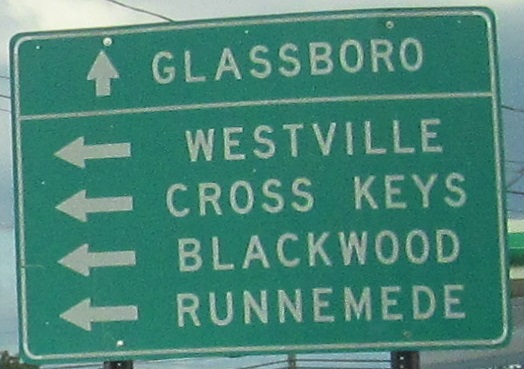 GLASSBORO
WESTVILLE
CROSS KEYS
BLACKWOOD
RUNNEMEDE